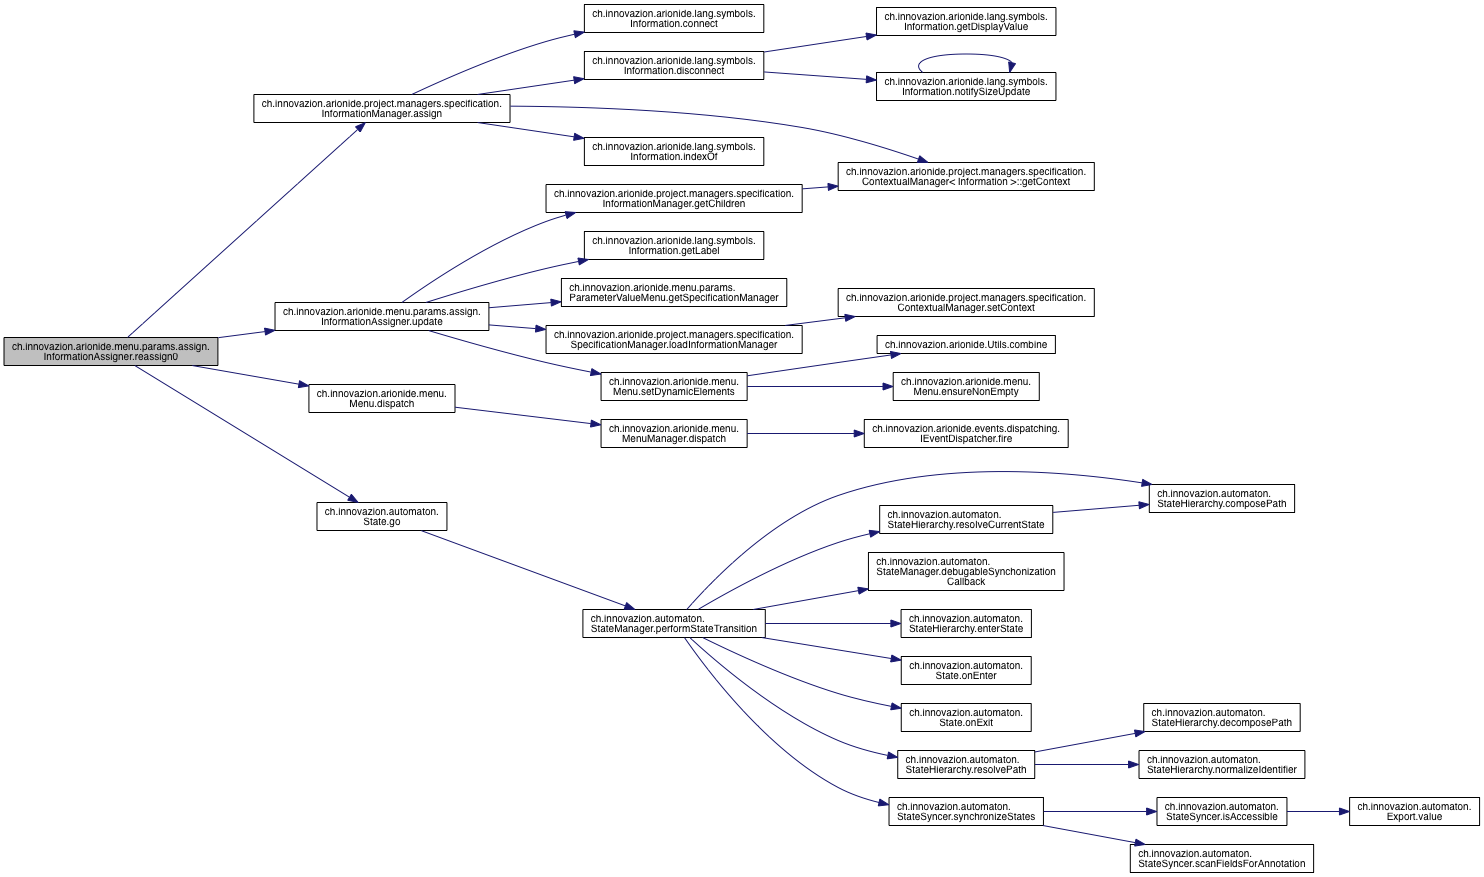 ch.innovazion.arionide.menu.params.assign.
InformationAssigner.reassign0
ch.innovazion.arionide.project.managers.specification.
InformationManager.assign
ch.innovazion.arionide.menu.params.assign.
InformationAssigner.update
ch.innovazion.arionide.menu.
Menu.dispatch
ch.innovazion.automaton.
State.go
ch.innovazion.arionide.lang.symbols.
Information.connect
ch.innovazion.arionide.lang.symbols.
Information.disconnect
ch.innovazion.arionide.lang.symbols.
Information.indexOf
ch.innovazion.arionide.project.managers.specification.
InformationManager.getChildren
ch.innovazion.arionide.lang.symbols.
Information.getLabel
ch.innovazion.arionide.menu.params.
ParameterValueMenu.getSpecificationManager
ch.innovazion.arionide.project.managers.specification.
SpecificationManager.loadInformationManager
ch.innovazion.arionide.menu.
Menu.setDynamicElements
ch.innovazion.arionide.menu.
MenuManager.dispatch
ch.innovazion.automaton.
StateManager.performStateTransition
ch.innovazion.arionide.lang.symbols.
Information.getDisplayValue
ch.innovazion.arionide.lang.symbols.
Information.notifySizeUpdate
ch.innovazion.arionide.project.managers.specification.
ContextualManager< Information >::getContext
ch.innovazion.arionide.project.managers.specification.
ContextualManager.setContext
ch.innovazion.arionide.Utils.combine
ch.innovazion.arionide.menu.
Menu.ensureNonEmpty
ch.innovazion.arionide.events.dispatching.
IEventDispatcher.fire
ch.innovazion.automaton.
StateHierarchy.resolveCurrentState
ch.innovazion.automaton.
StateManager.debugableSynchonization
Callback
ch.innovazion.automaton.
StateHierarchy.enterState
ch.innovazion.automaton.
State.onEnter
ch.innovazion.automaton.
State.onExit
ch.innovazion.automaton.
StateHierarchy.resolvePath
ch.innovazion.automaton.
StateSyncer.synchronizeStates
ch.innovazion.automaton.
StateHierarchy.composePath
ch.innovazion.automaton.
StateHierarchy.decomposePath
ch.innovazion.automaton.
StateHierarchy.normalizeIdentifier
ch.innovazion.automaton.
StateSyncer.isAccessible
ch.innovazion.automaton.
StateSyncer.scanFieldsForAnnotation
ch.innovazion.automaton.
Export.value